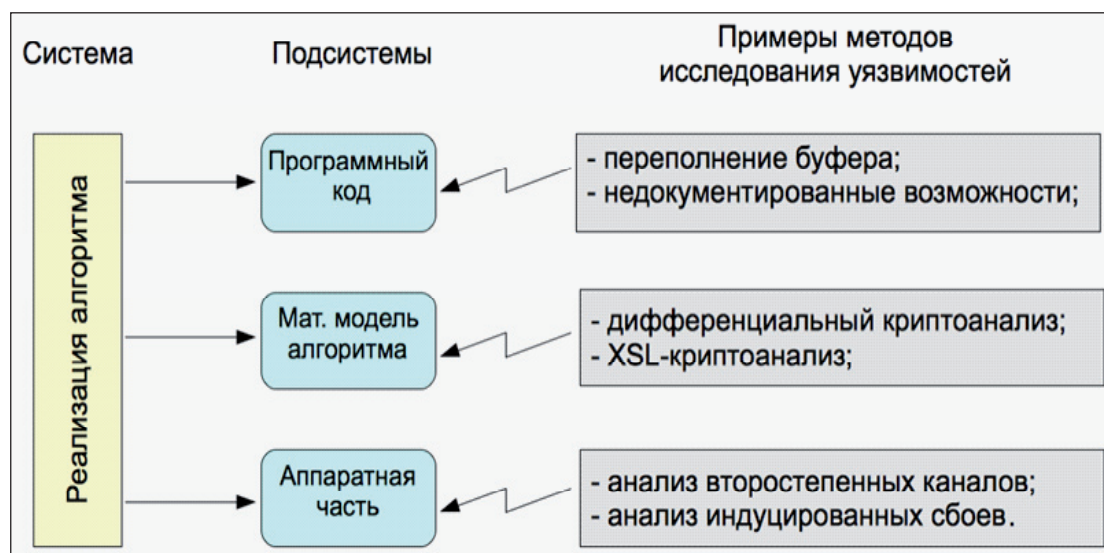 Система
Подсистемы
Примеры методов
исследования уязвимостей
Реализация алгоритма
Программный
код
- переполнение буфера;
- недокументированные возможности;
Мат. модель
алгоритма
- дифференциальный криптоанализ;
- XSL-криптоанализ;
Аппаратная
часть
- анализ второстепенных каналов;
- анализ индуцированных сбоев.